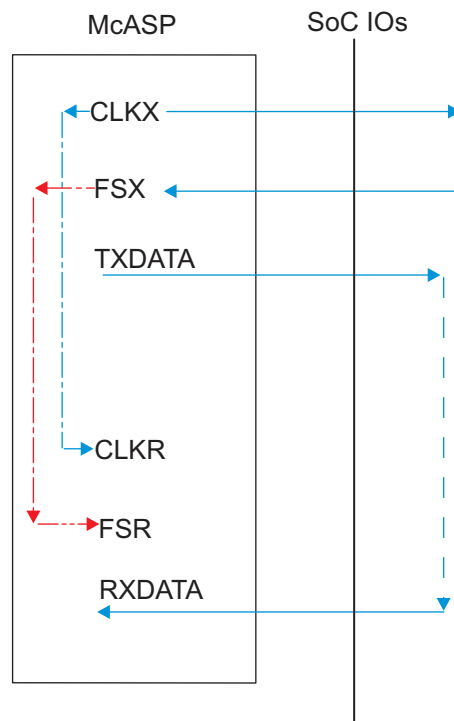 McASP
SoC IOs
CLKX
FSX
TXDATA
CLKR
FSR
RXDATA